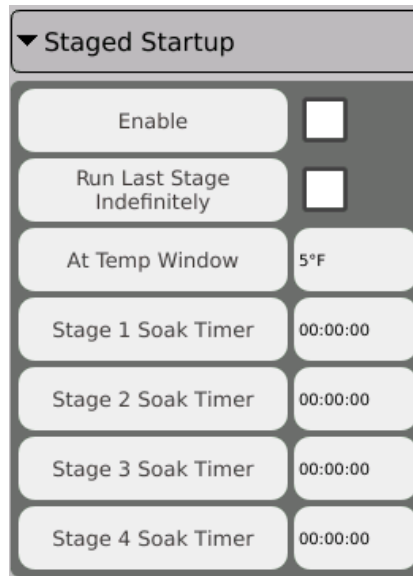 Staged Startup
Enable
Run Last Stage
Indefinitely
At Temp Window
5°F
Stage 1 Soak Timer
00:00:00
Stage 2 Soak Timer
00:00:00
Stage 3 Soak Timer
00:00:00
Stage 4 Soak Timer
00:00:00